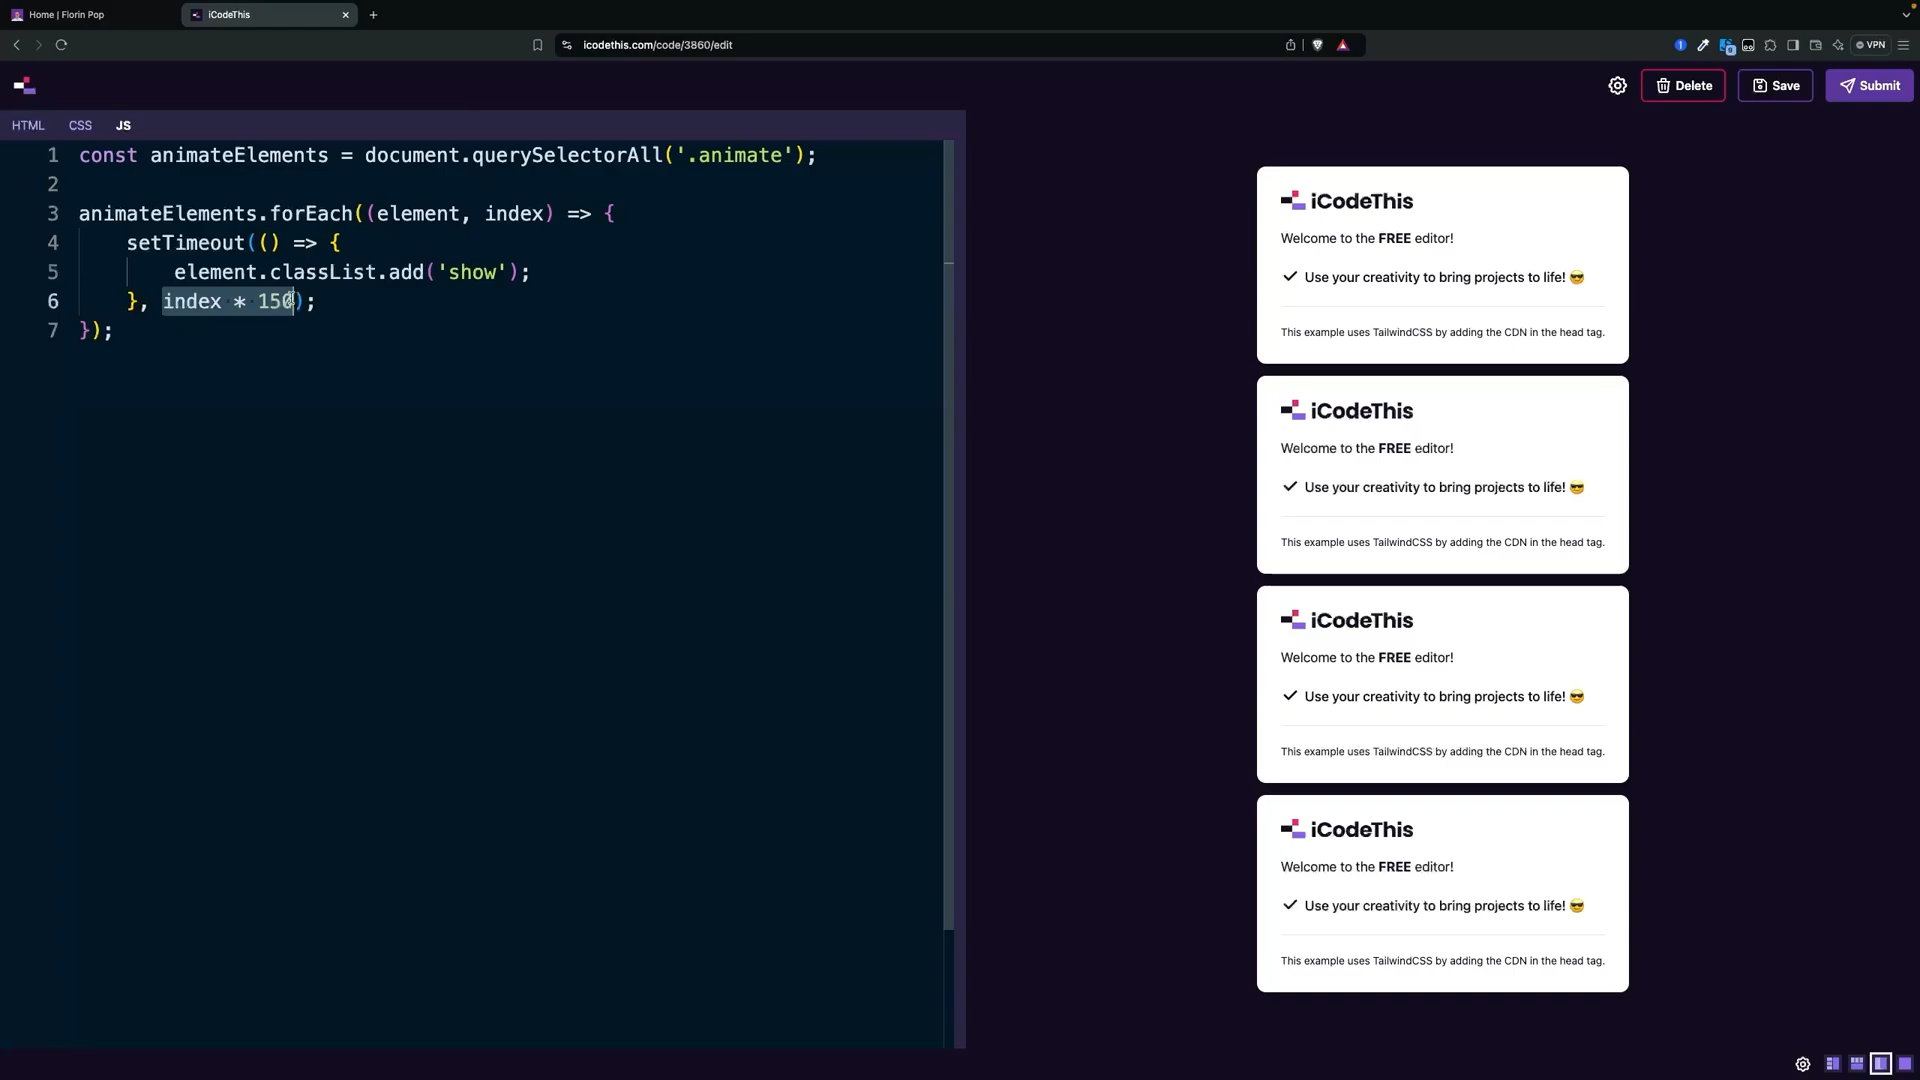 Home | Florin Pop
iCodeThis
icodethis.com/code/3860/edit
VPN
Delete
Save
Submit
HTML CSS JS
1 const animateElements = document.querySelectorAll('.animate');
2
3 animateElements.forEach((element, index) => {
4 setTimeout(() => {
5 element.classList.add('show');
6 }, index * 150);
7 });
iCodeThis
Welcome to the FREE editor!
Use your creativity to bring projects to life! 😎
This example uses TailwindCSS by adding the CDN in the head tag.
iCodeThis
Welcome to the FREE editor!
Use your creativity to bring projects to life! 😎
This example uses TailwindCSS by adding the CDN in the head tag.
iCodeThis
Welcome to the FREE editor!
Use your creativity to bring projects to life! 😎
This example uses TailwindCSS by adding the CDN in the head tag.
iCodeThis
Welcome to the FREE editor!
Use your creativity to bring projects to life! 😎
This example uses TailwindCSS by adding the CDN in the head tag.